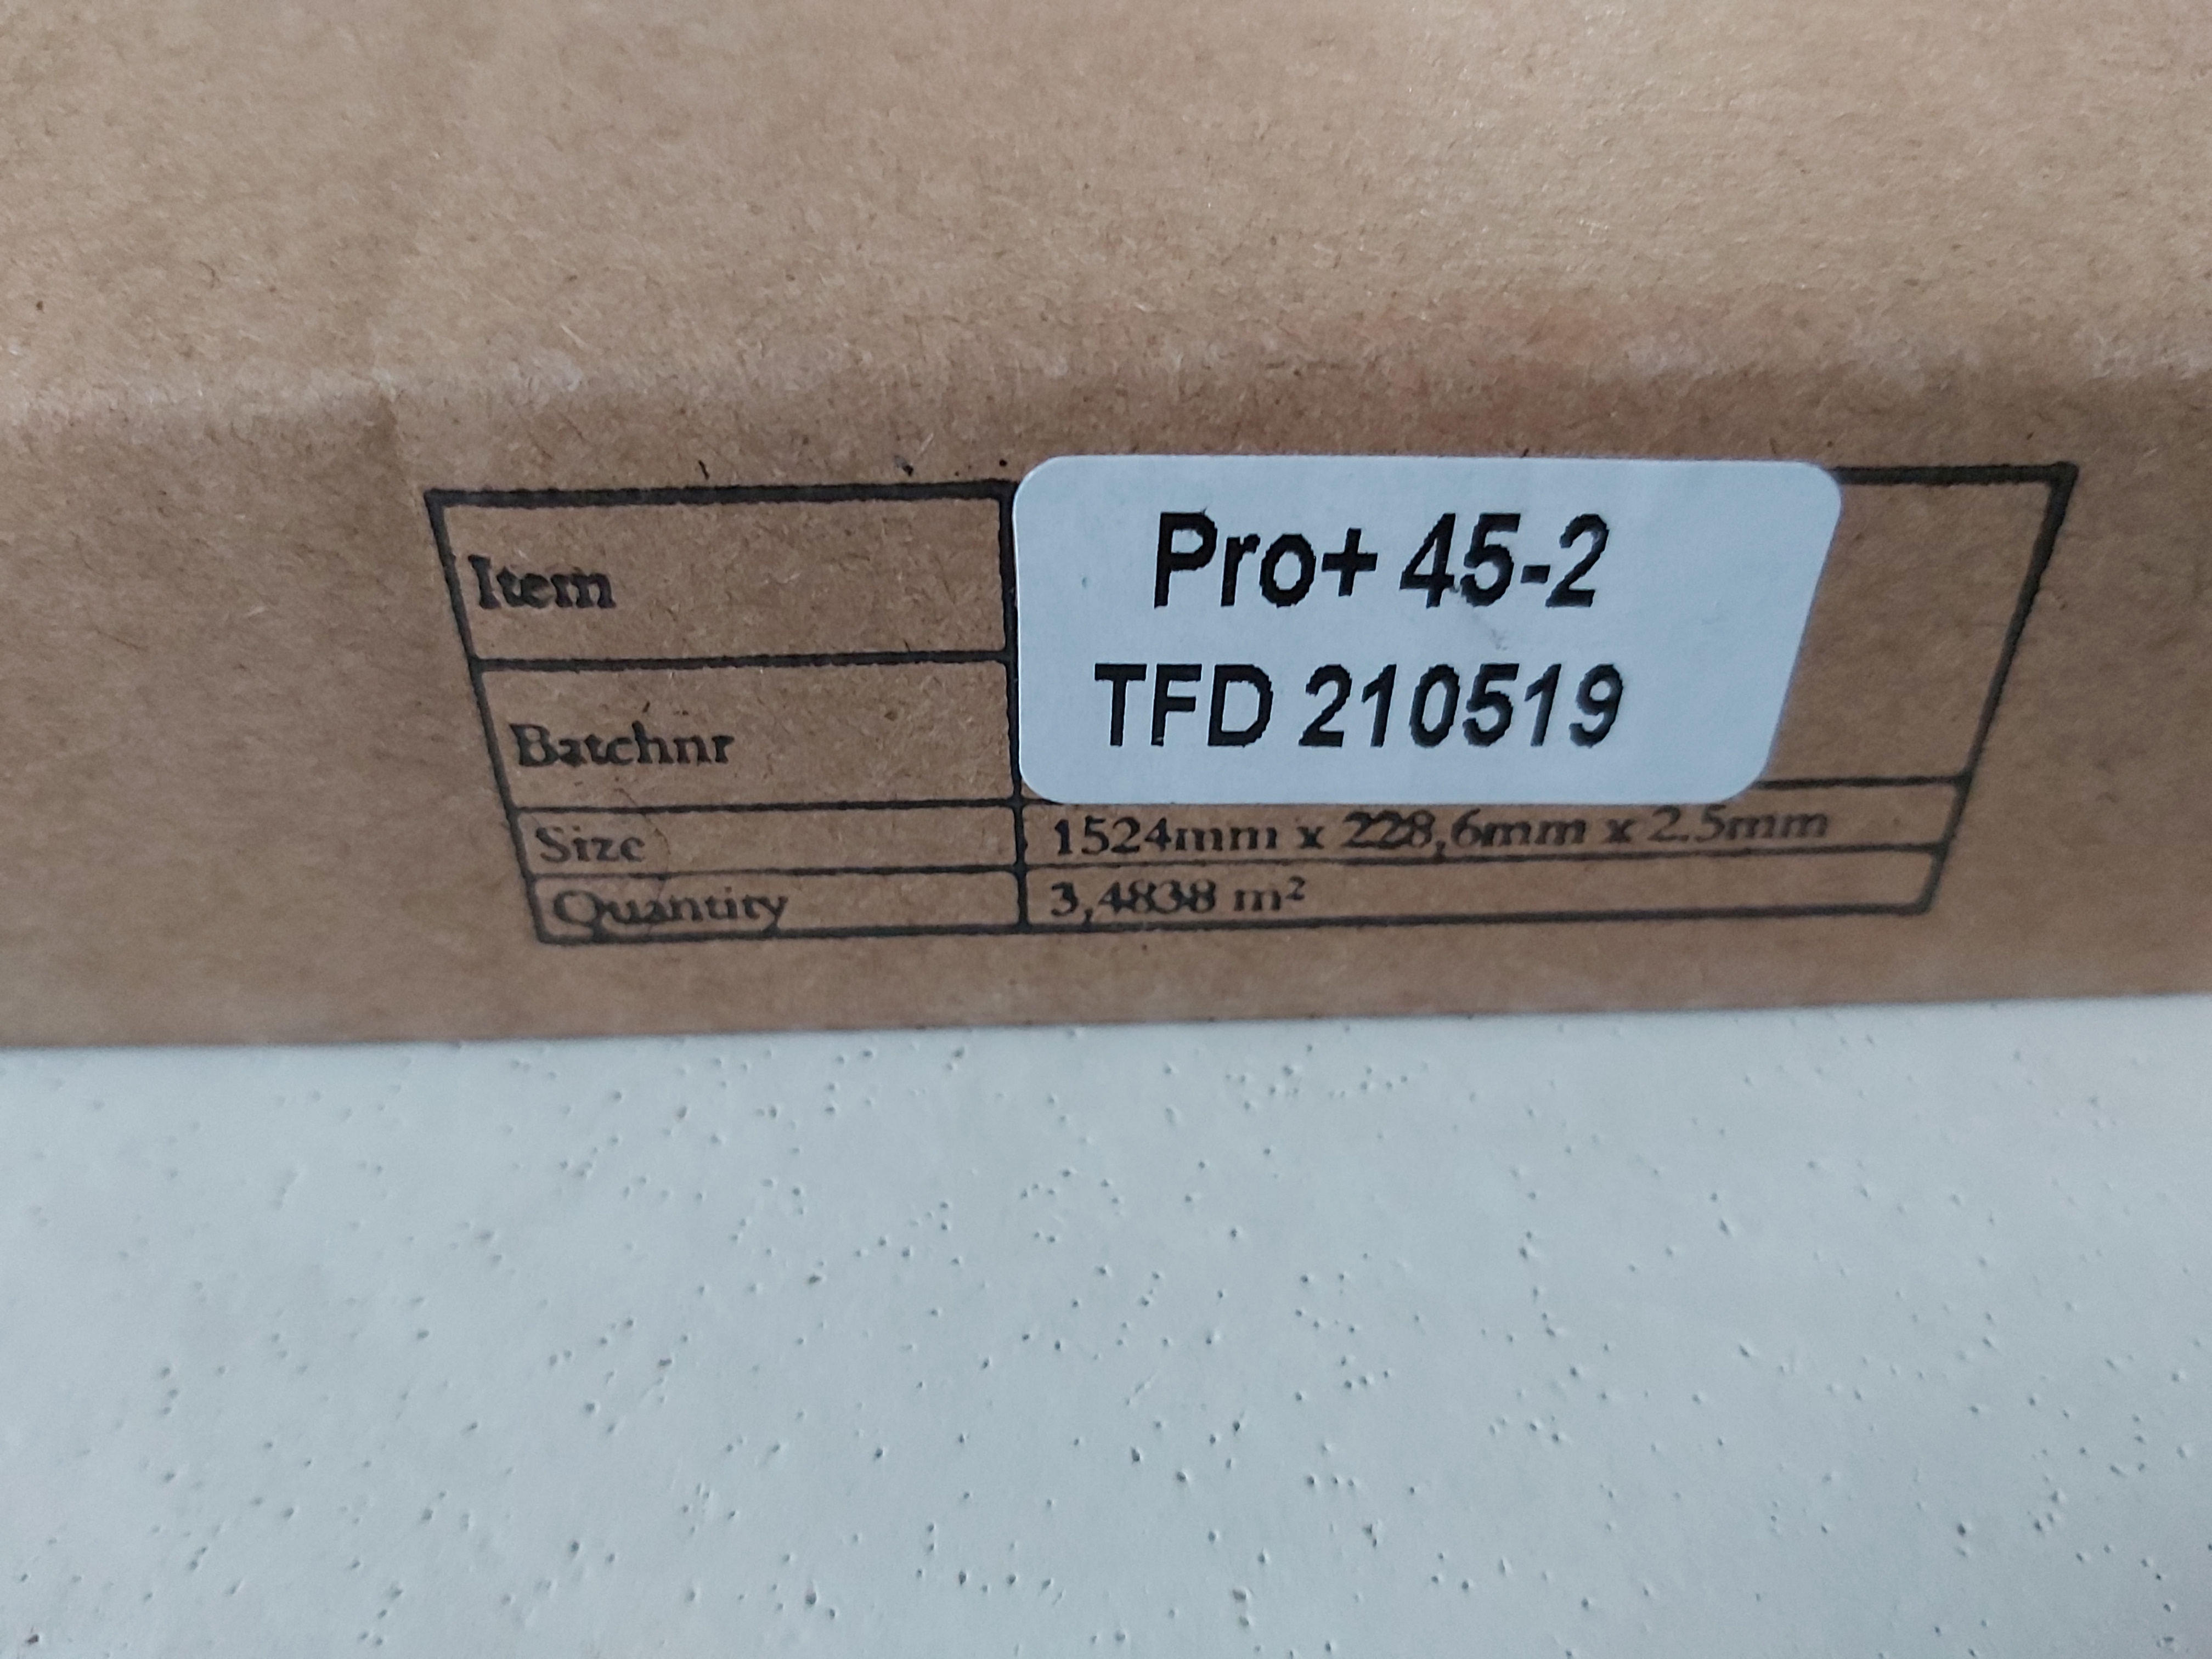 Item
Pro+ 45-2
Batchnr
TFD 210519
Size 1524mm x 228,6mm x 2.5mm
Quantity 3,4838 m²